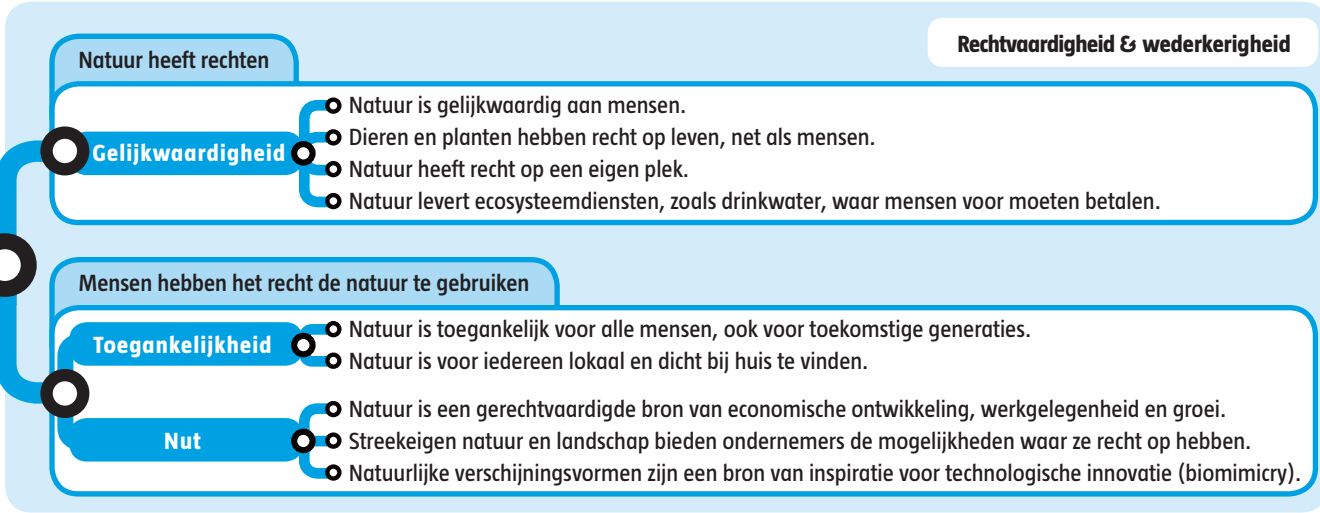 Rechtvaardigheid & wederkerigheid
Natuur heeft rechten
Gelijkwaardigheid
Natuur is gelijkwaardig aan mensen.
Dieren en planten hebben recht op leven, net als mensen.
Natuur heeft recht op een eigen plek.
Natuur levert ecosysteemdiensten, zoals drinkwater, waar mensen voor moeten betalen.
Mensen hebben het recht de natuur te gebruiken
Toegankelijkheid
Natuur is toegankelijk voor alle mensen, ook voor toekomstige generaties.
Natuur is voor iedereen lokaal en dicht bij huis te vinden.
Nut
Natuur is een gerechtvaardigde bron van economische ontwikkeling, werkgelegenheid en groei.
Streekeigen natuur en landschap bieden ondernemers de mogelijkheden waar ze recht op hebben.
Natuurlijke verschijningsvormen zijn een bron van inspiratie voor technologische innovatie (biomimicry).